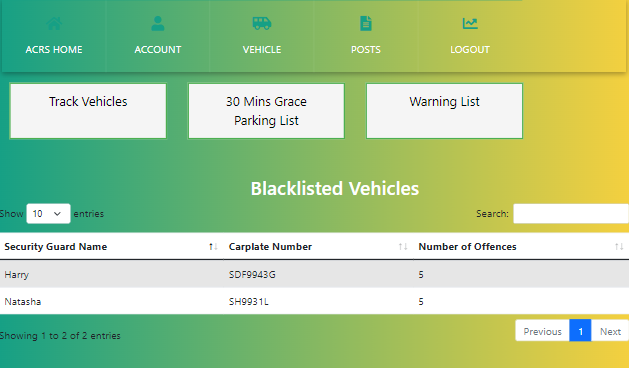 ACRS HOME
ACCOUNT
VEHICLE
POSTS
LOGOUT
Track Vehicles
30 Mins Grace
Parking List
Warning List
Blacklisted Vehicles
Show 10 entries
Search:
Security Guard Name Carplate Number Number of Offences
Harry SDF9943G 5
Natasha SH9931L 5
Showing 1 to 2 of 2 entries
Previous 1 Next